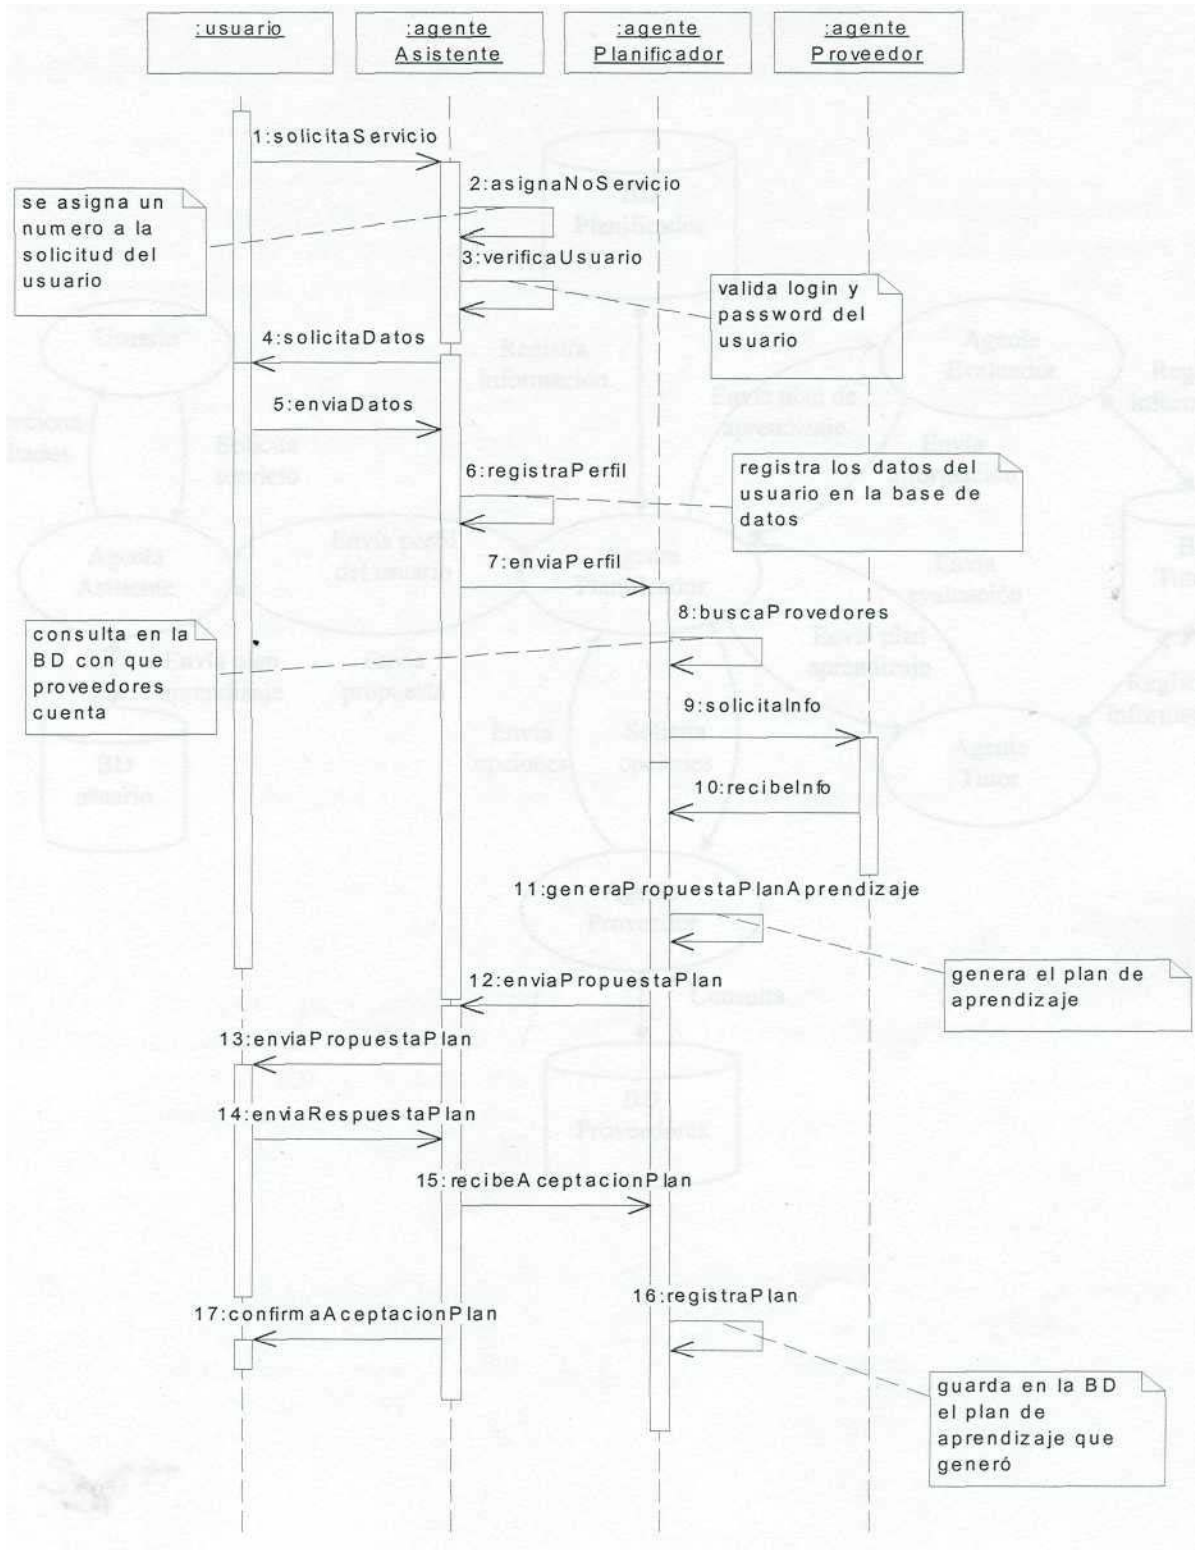 :usuario
:agente
Asistente
:agente
Planificador
:agente
Proveedor
1:solicitaServicio
2:asignaNoServicio
se asigna un
numero a la
solicitud del
usuario
3:verificaUsuario
valida login y
password del
usuario
4:solicitaDatos
5:enviaDatos
6:registraPerfil
registra los datos del
usuario en la base de
datos
7:enviaPerfil
8:buscaProvedores
consulta en la
BD con que
proveedores
cuenta
9:solicitaInfo
10:recibeInfo
11:generaPropuestaPlanAprendizaje
genera el plan de
aprendizaje
12:enviaPropuestaPlan
13:enviaPropuestaPlan
14:enviaRespuestaPlan
15:recibeAceptacionPlan
16:registraPlan
17:confirmaAceptacionPlan
guarda en la BD
el plan de
aprendizaje que
generó